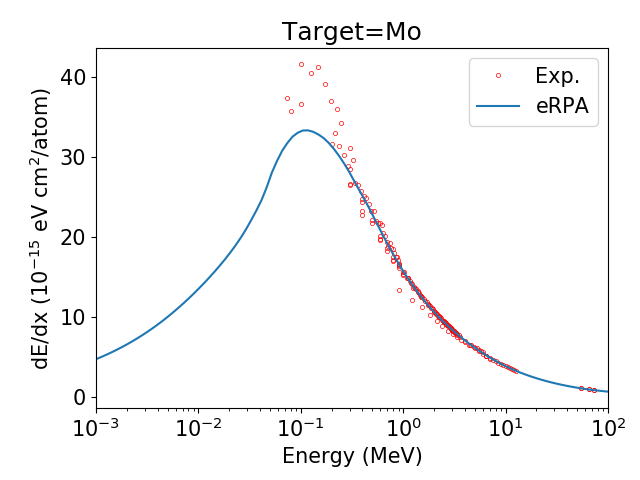 Target=Mo
Exp.
eRPA
dE/dx (10⁻¹⁵ eV cm²/atom)
40
30
20
10
0
10⁻³ 10⁻² 10⁻¹ 10⁰ 10¹ 10²
Energy (MeV)